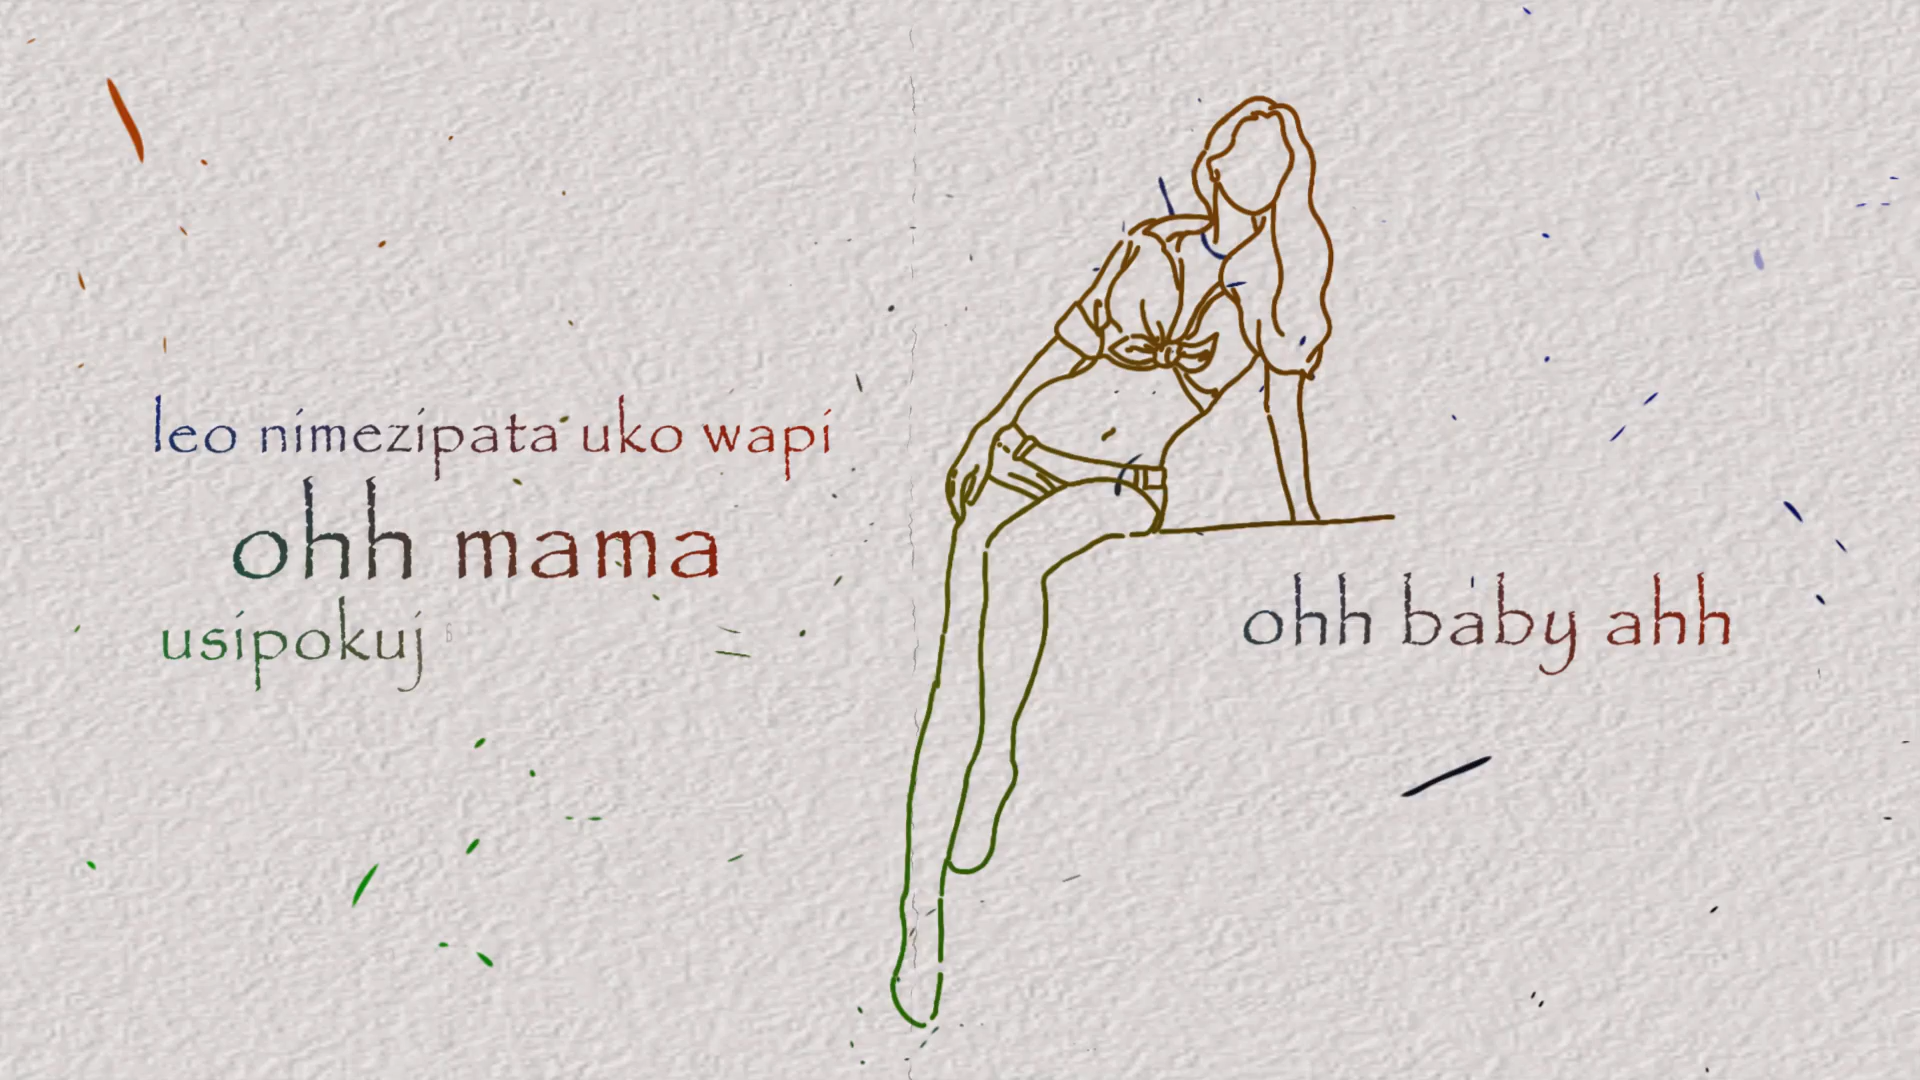 leo nimezipata uko wapi
ohh mama
usipokuj
ohh baby ahh